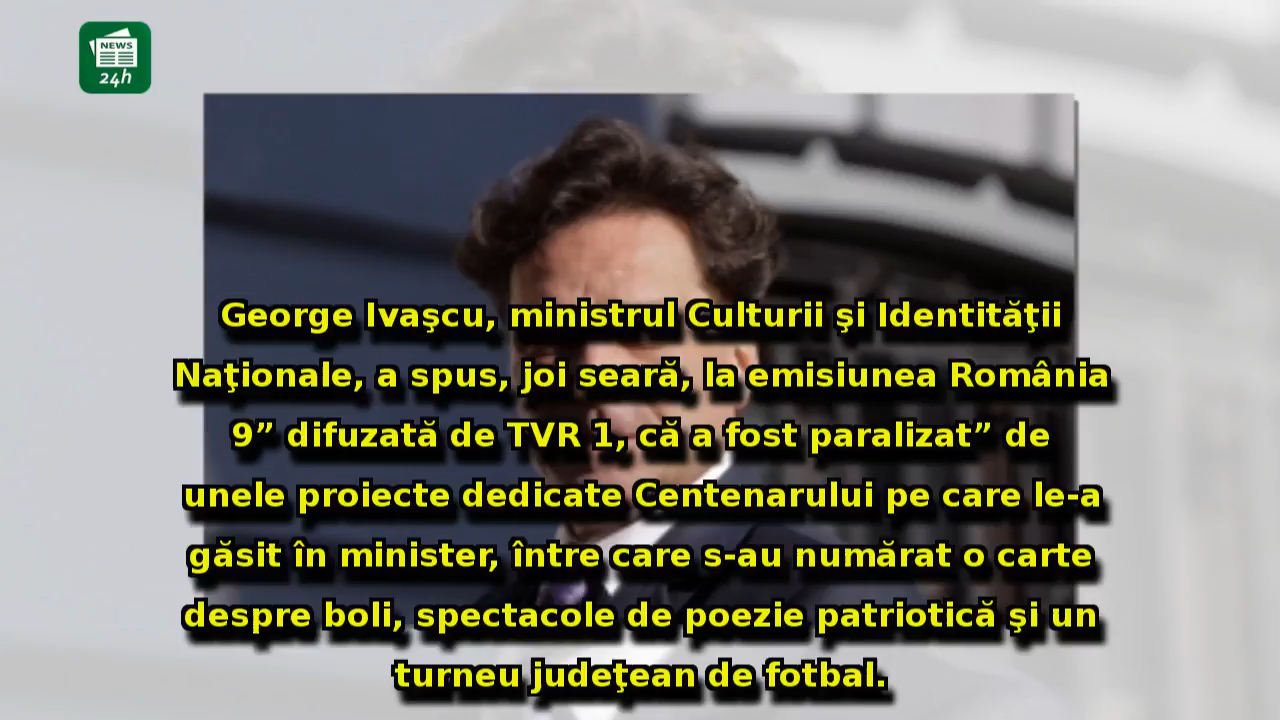 NEWS
24h
George Ivaşcu, ministrul Culturii şi Identităţii
Naţionale, a spus, joi seară, la emisiunea România
9” difuzată de TVR 1, că a fost paralizat” de
unele proiecte dedicate Centenarului pe care le-a
găsit în minister, între care s-au numărat o carte
despre boli, spectacole de poezie patriotică şi un
turneu judeţean de fotbal.